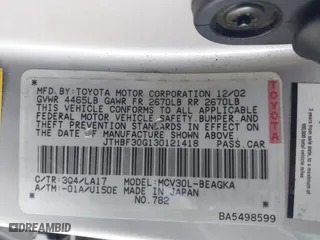 MFD.BY: TOYOTA MOTOR CORPORATION 12/02
GVWR 4465LB GAWR FR 2670LB RR 2670LB
THIS VEHICLE CONFORMS TO ALL APPLICABLE
FEDERAL MOTOR VEHICLE SAFETY, BUMPER, AND
THEFT PREVENTION STANDARDS IN EFFECT ON
THE DATE OF MANUFACTURE SHOWN ABOVE.
JTHBF30G130121418 PASS.CAR
C/TR: 3Q4/LA17 MODEL: MCV30L-BEAGKA
A/TM: -01A/U150E MADE IN JAPAN
NO.782
BA5498599
TOYOTA
DREAMBID